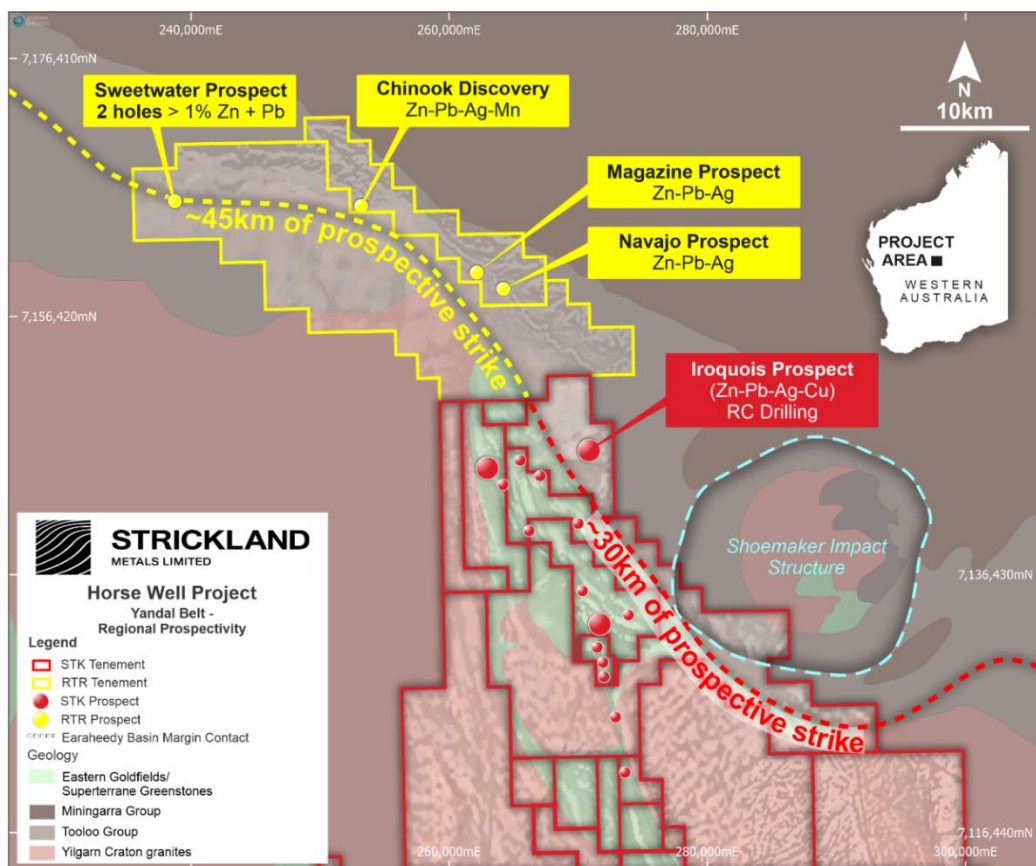 240,000mE
260,000mE
280,000mE
7,176,410mN
Sweetwater Prospect
2 holes > 1% Zn + Pb
Chinook Discovery
Zn-Pb-Ag-Mn
N
10km
Magazine Prospect
Zn-Pb-Ag
Navajo Prospect
Zn-Pb-Ag
PROJECT
AREA
WESTERN
AUSTRALIA
~45km of prospective strike
7,156,420mN
Iroquois Prospect
(Zn-Pb-Ag-Cu)
RC Drilling
Shoemaker Impact
Structure
7,136,430mN
~30km of prospective strike
STRICKLAND
METALS LIMITED
Horse Well Project
Yandal Belt -
Regional Prospectivity
Legend
STK Tenement
RTR Tenement
STK Prospect
RTR Prospect
Earaheedy Basin Margin Contact
Geology
Eastern Goldfields/
Superterrane Greenstones
Miningarra Group
Tooloo Group
Yilgarn Craton granites
7,116,440mN
260,000mE
280,000mE
300,000mE